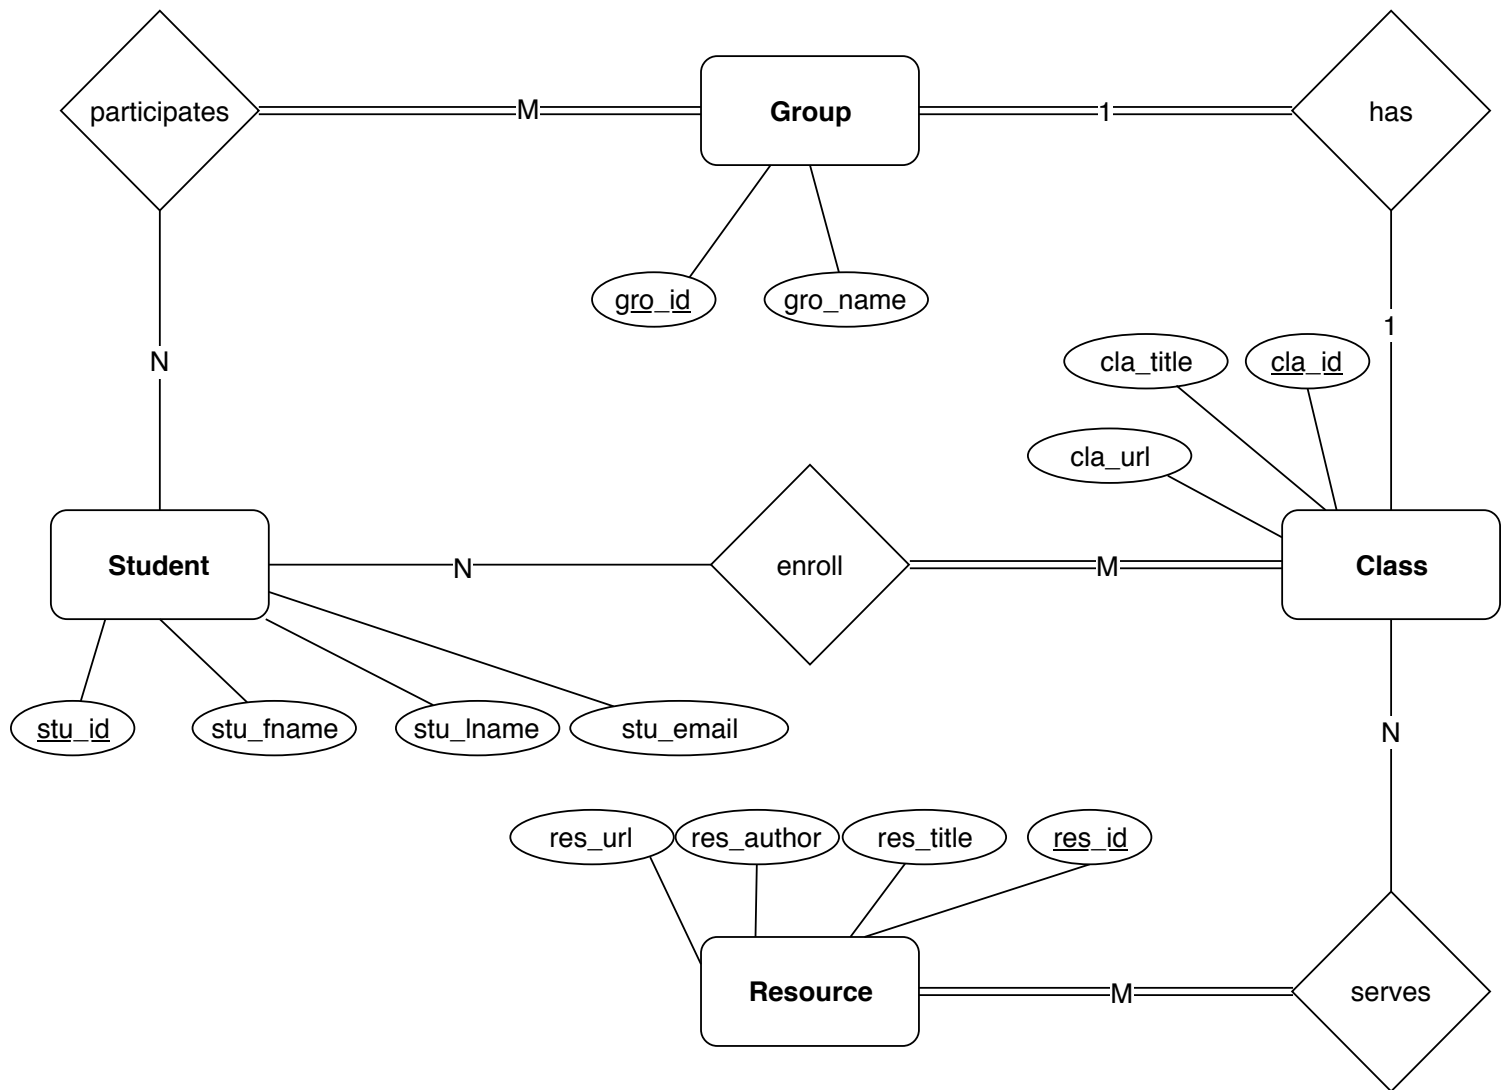 participates
M
Group
1
has
gro_id
gro_name
N
1
cla_title
cla_id
cla_url
Student
N
enroll
M
Class
stu_id
stu_fname
stu_lname
stu_email
N
res_url
res_author
res_title
res_id
Resource
M
serves